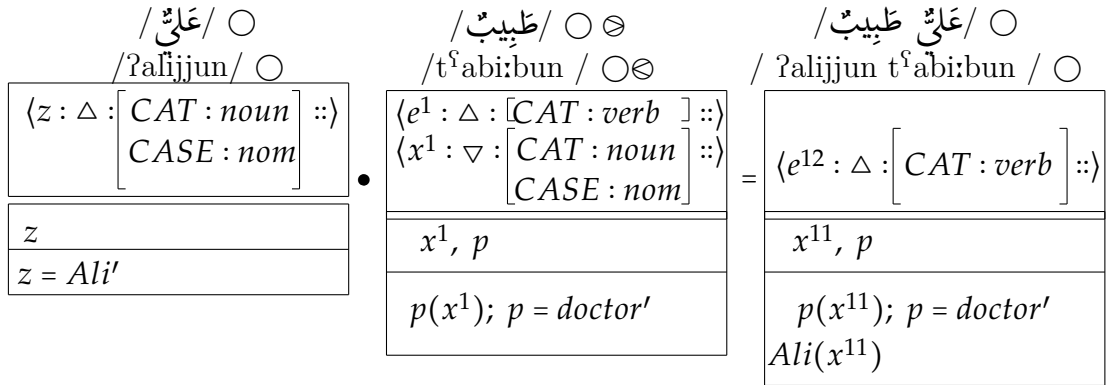 /عَلِيٌّ/ ○ /طَبِيبٌ/ ○ ⧁ /عَلِيٌّ طَبِيبٌ/ ○
/ʔalijjun/ ○ /tˤabiːbun / ○⧀ / ʔalijjun tˤabiːbun / ○
⟨z : △ : [CAT : noun CASE : nom] ::⟩
z
z = Ali′
•
⟨e¹ : △ : [CAT : verb ] ::⟩
⟨x¹ : ▽ : [CAT : noun CASE : nom] ::⟩
x¹, p
p(x¹); p = doctor′
=
⟨e¹² : △ : [CAT : verb] ::⟩
x¹¹, p
p(x¹¹); p = doctor′
Ali(x¹¹)